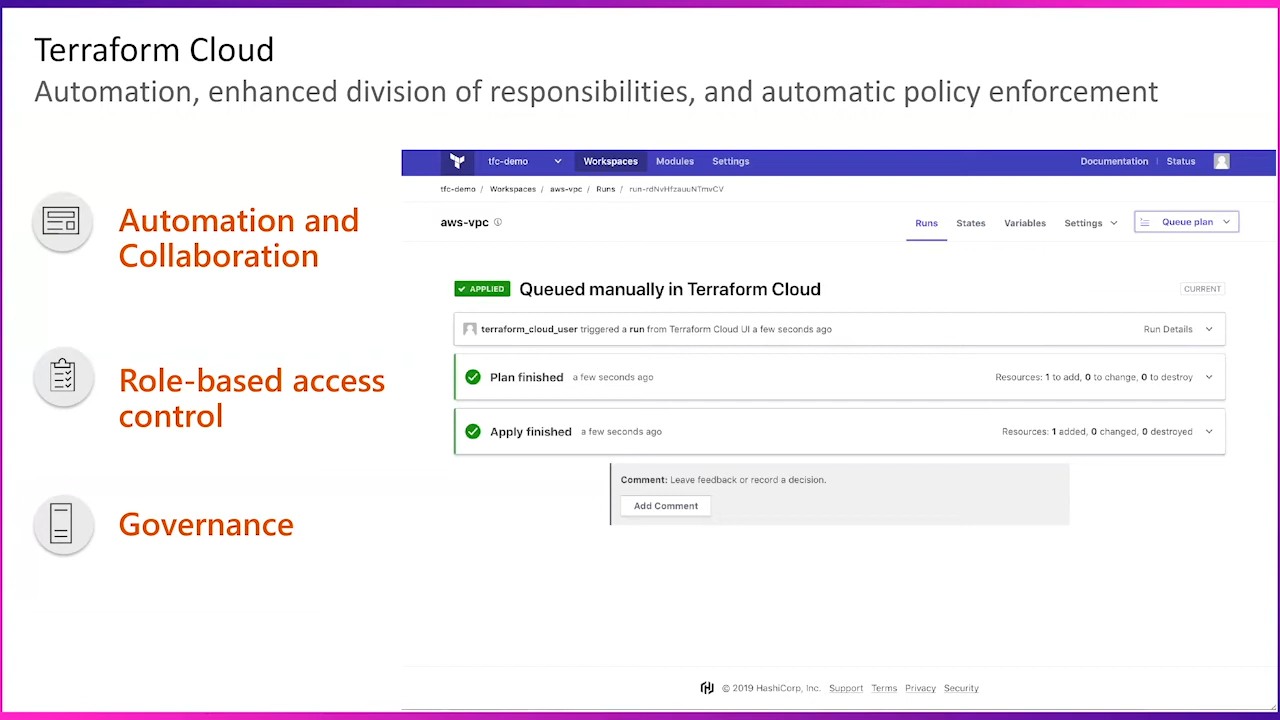 Terraform Cloud
Automation, enhanced division of responsibilities, and automatic policy enforcement
Automation and
Collaboration
Role-based access
control
Governance
tfc-demo Workspaces Modules Settings Documentation Status
tfc-demo / Workspaces / aws-vpc / Runs / run-rdNvHfzauuNTmvCV
aws-vpc Runs States Variables Settings Queue plan
APPLIED Queued manually in Terraform Cloud CURRENT
terraform_cloud_user triggered a run from Terraform Cloud UI a few seconds ago Run Details
Plan finished a few seconds ago Resources: 1 to add, 0 to change, 0 to destroy
Apply finished a few seconds ago Resources: 1 added, 0 changed, 0 destroyed
Comment: Leave feedback or record a decision.
Add Comment
© 2019 HashiCorp, Inc. Support Terms Privacy Security